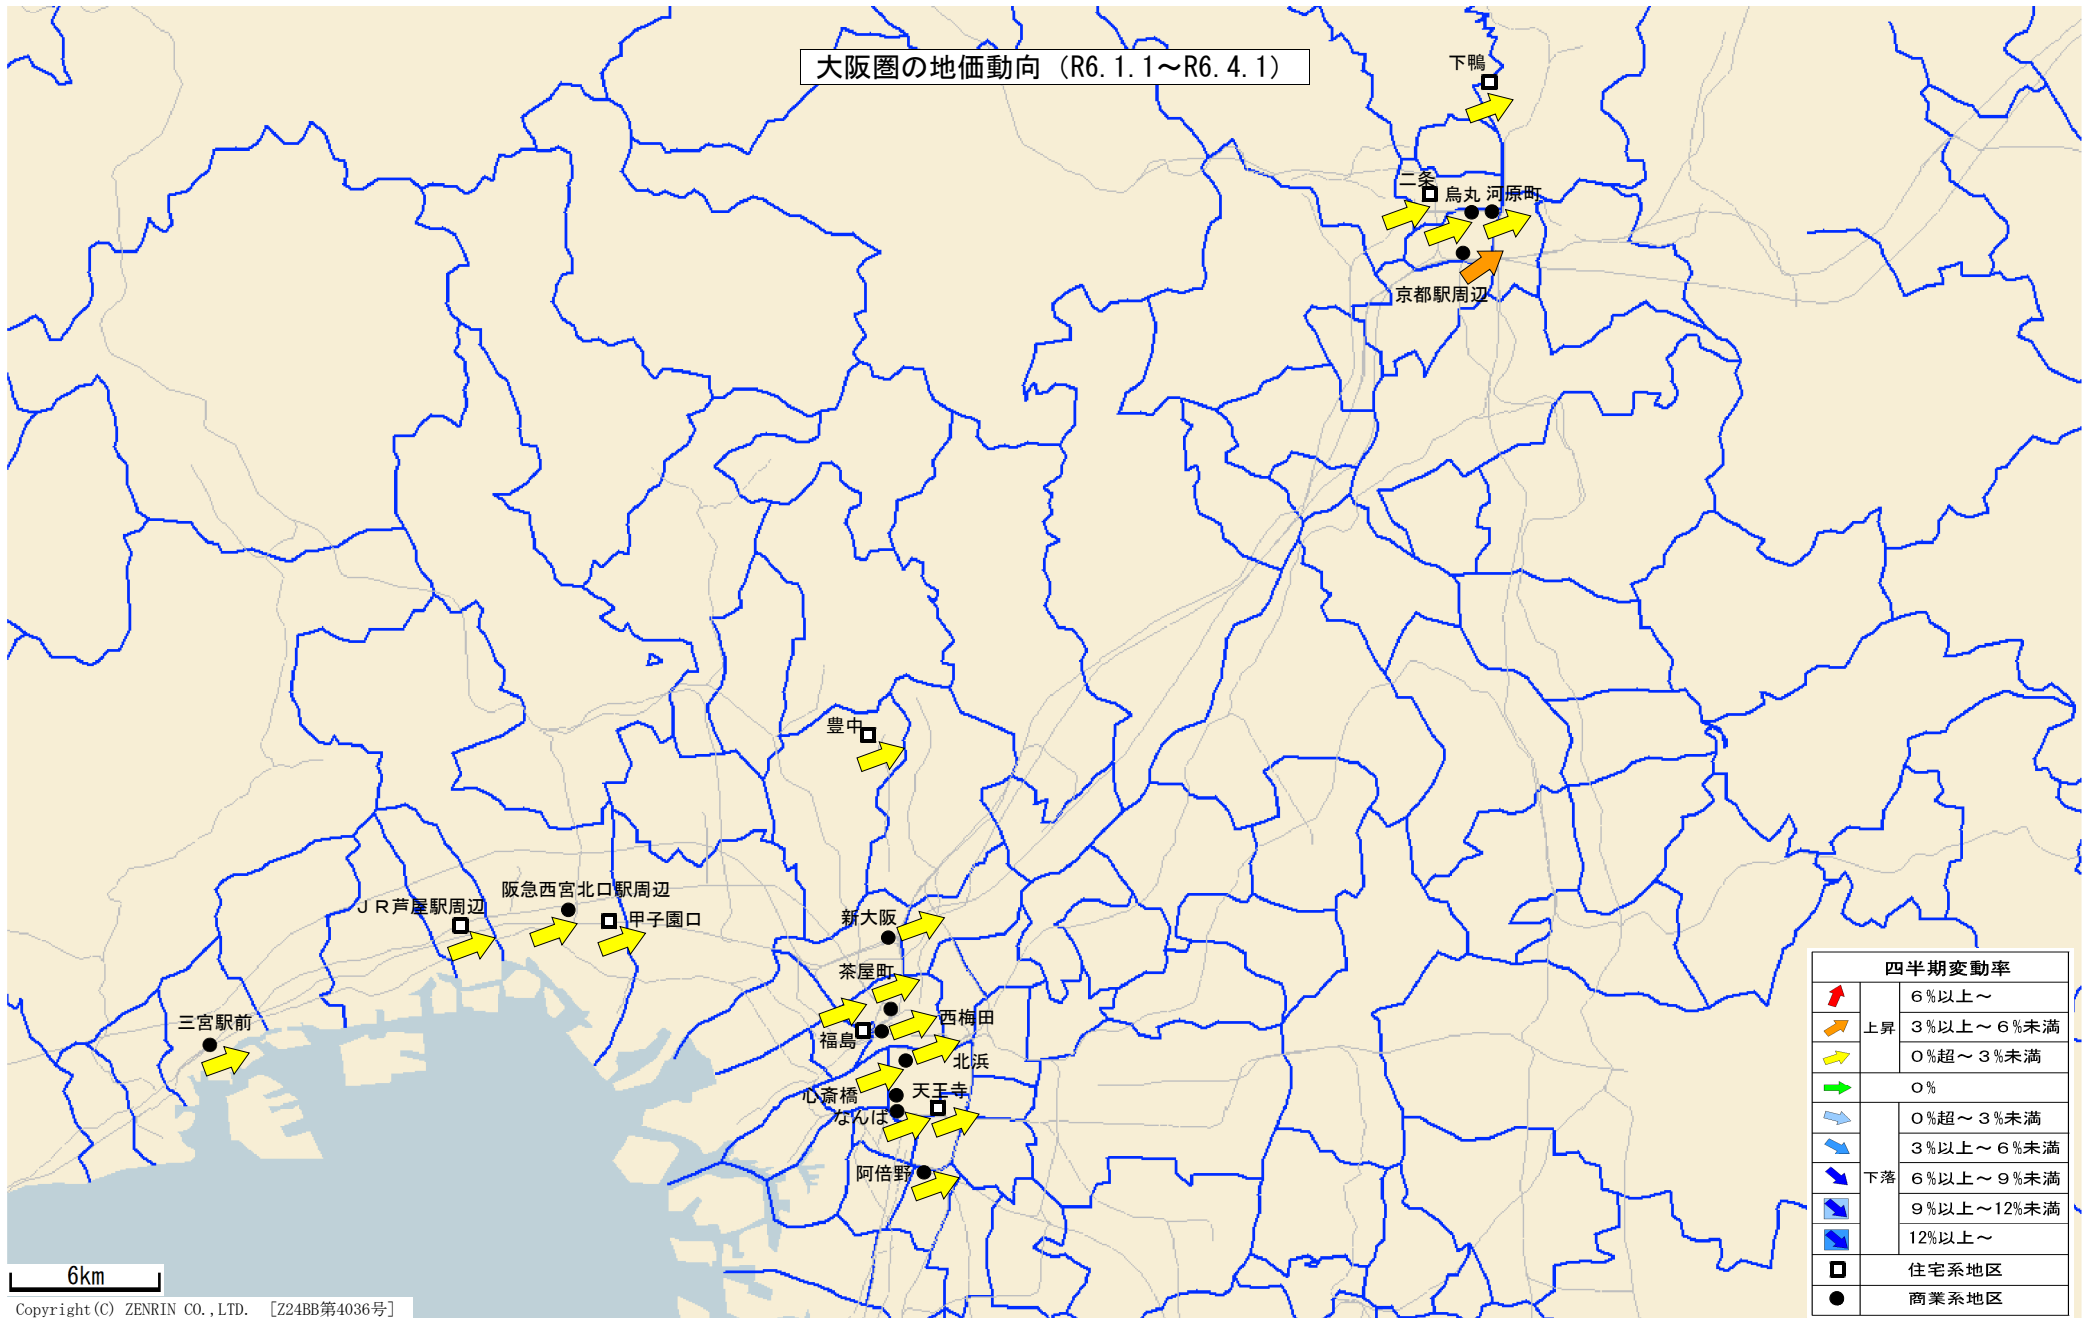 大阪圏の地価動向（R6.1.1～R6.4.1）
下鴨
二条
烏丸 河原町
京都駅周辺
豊中
阪急西宮北口駅周辺
ＪＲ芦屋駅周辺
甲子園口
新大阪
茶屋町
三宮駅前
西梅田
福島
北浜
心斎橋
天王寺
なんば
阿倍野
四半期変動率
上昇
６％以上～
３％以上～６％未満
０％超～３％未満
０％
下落
０％超～３％未満
３％以上～６％未満
６％以上～９％未満
９％以上～12％未満
12％以上～
住宅系地区
商業系地区
6km
Copyright(C) ZENRIN CO.,LTD. [Z24BB第4036号]